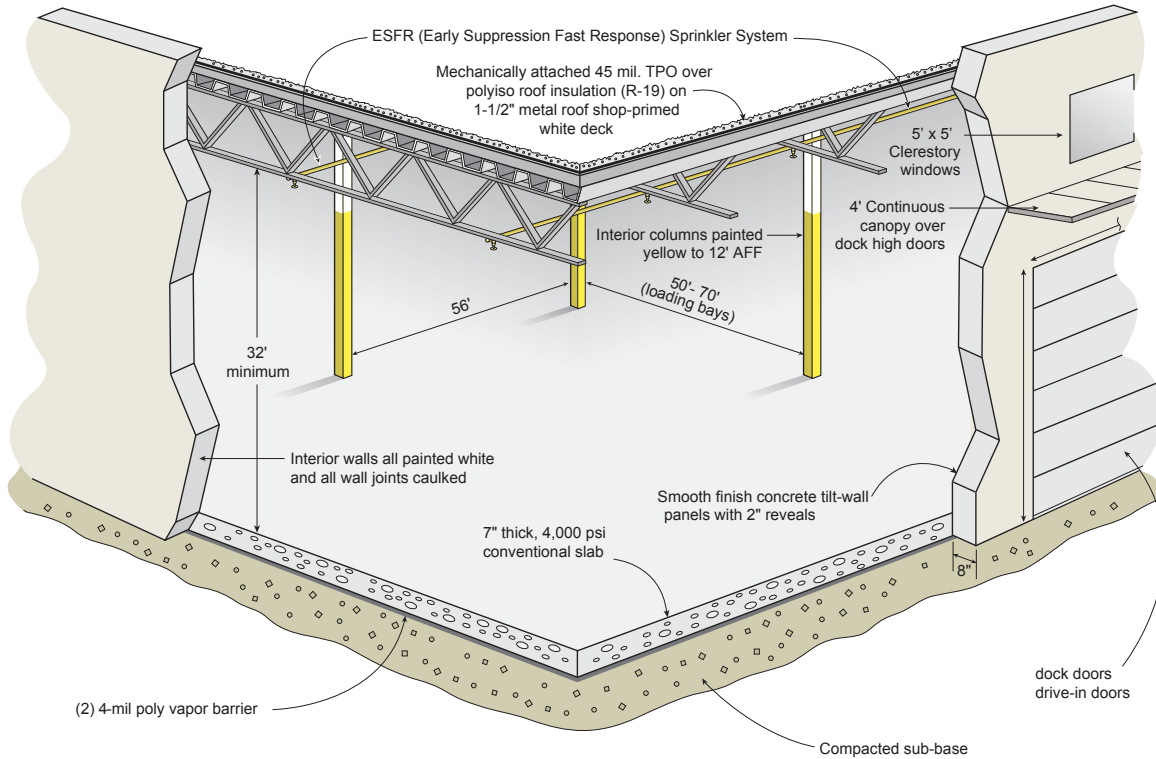 ESFR (Early Suppression Fast Response) Sprinkler System
Mechanically attached 45 mil. TPO over
polyiso roof insulation (R-19) on
1-1/2" metal roof shop-primed
white deck
5' x 5'
Clerestory
windows
4' Continuous
canopy over
dock high doors
Interior columns painted
yellow to 12' AFF
56'
50'- 70'
(loading bays)
32'
minimum
Interior walls all painted white
and all wall joints caulked
Smooth finish concrete tilt-wall
panels with 2" reveals
7" thick, 4,000 psi
conventional slab
8"
dock doors
drive-in doors
(2) 4-mil poly vapor barrier
Compacted sub-base